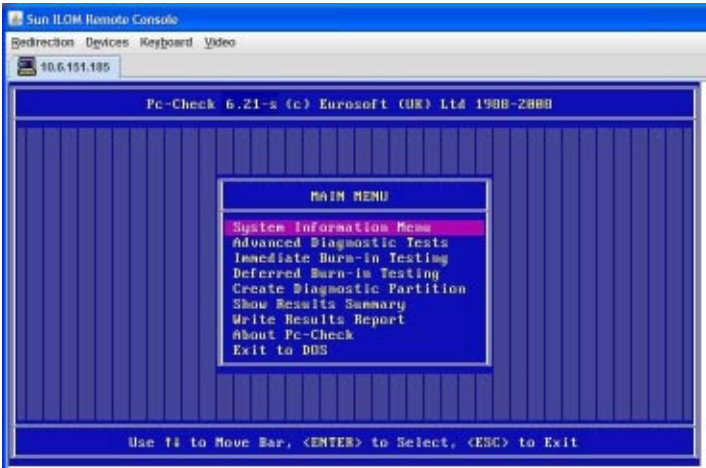 Sun ILOM Remote Console
Redirection Devices Keyboard Video
10.6.151.185
Pc-Check 6.21-s (c) Eurosoft (UK) Ltd 1988-2008
MAIN MENU
System Information Menu
Advanced Diagnostic Tests
Immediate Burn-in Testing
Deferred Burn-in Testing
Create Diagnostic Partition
Show Results Summary
Write Results Report
About Pc-Check
Exit to DOS
Use ↑↓ to Move Bar, <ENTER> to Select, <ESC> to Exit